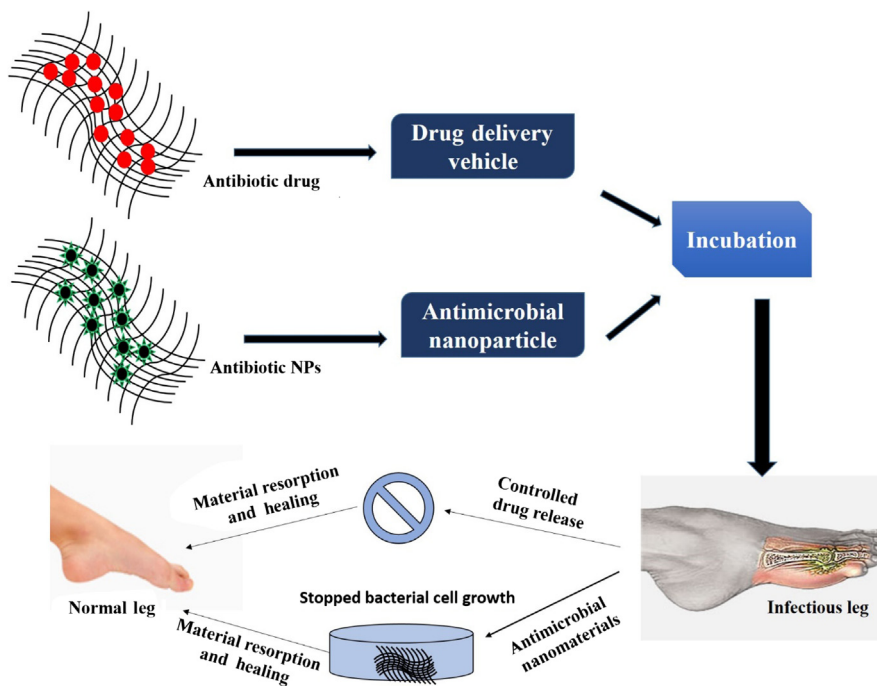 Antibiotic drug
Drug delivery
vehicle
Incubation
Antibiotic NPs
Antimicrobial
nanoparticle
Material resorption
and healing
Controlled
drug release
Normal leg
Stopped bacterial cell growth
Infectious leg
Material resorption
and healing
Antimicrobial
nanomaterials